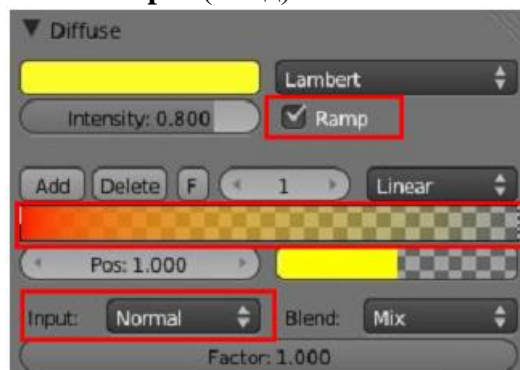 Diffuse
Lambert
Intensity: 0.800 Ramp
Add Delete F 1 Linear
Pos: 1.000
Input: Normal Blend: Mix
Factor: 1.000